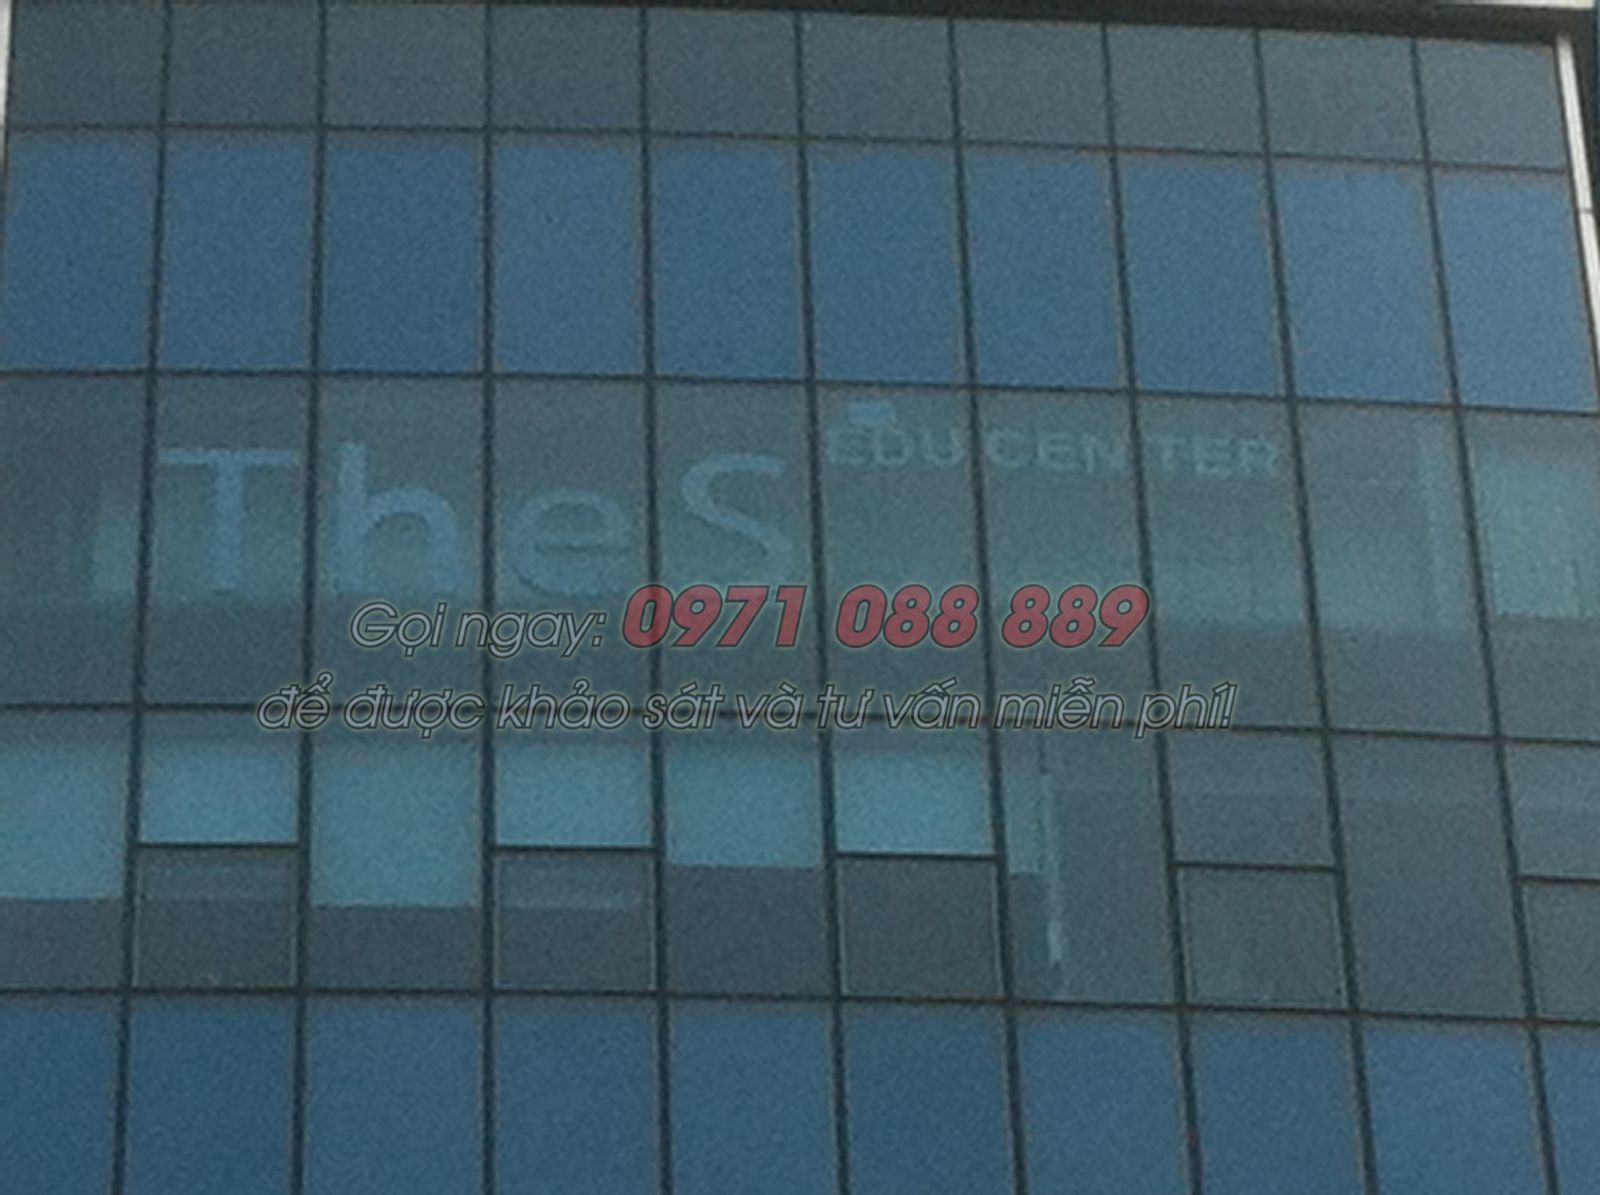 TheS
EDU CENTER
Gọi ngay: 0971 088 889
để được khảo sát và tư vấn miễn phí!